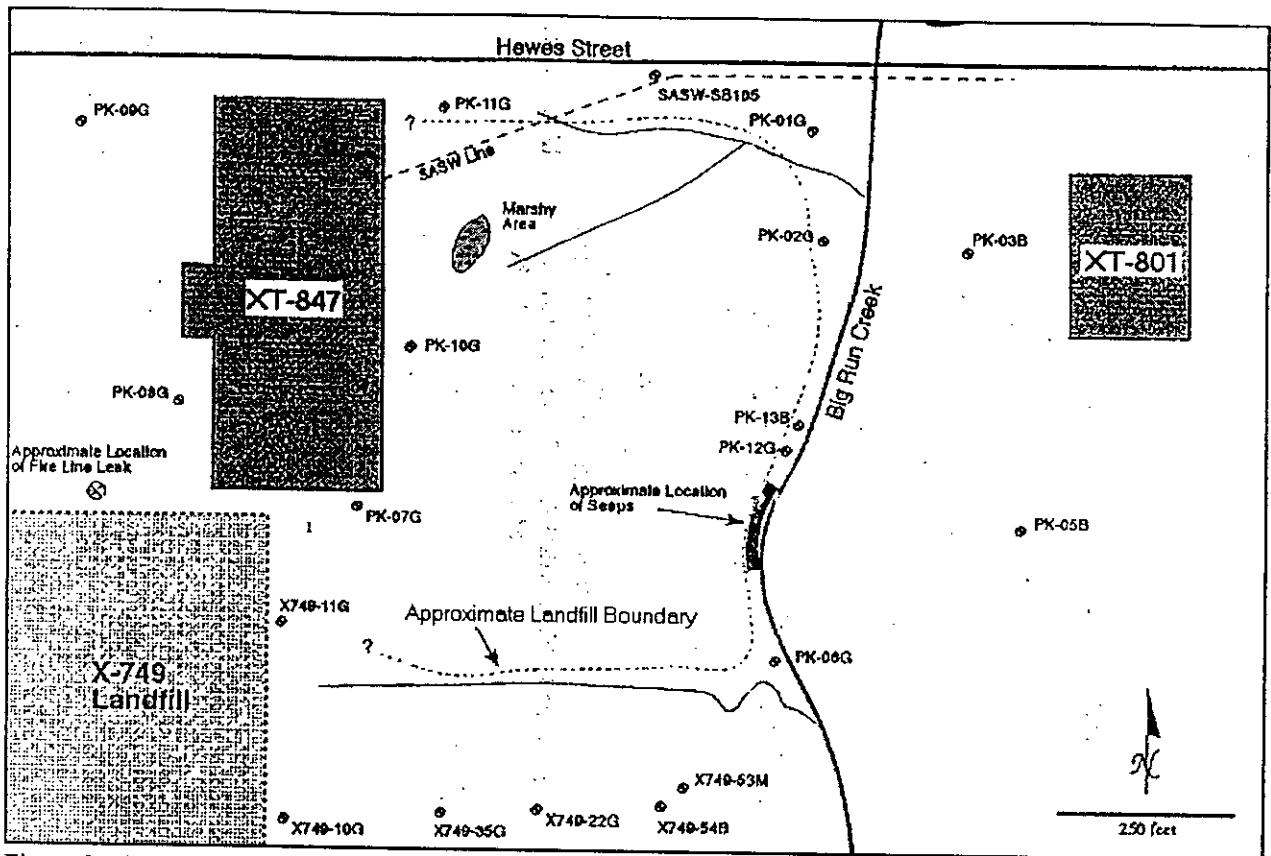 Hewes Street
PK-09G
PK-11G
SASW-SB105
PK-01G
?
SASW Line
Marshy
Area
PK-02G
PK-03B
XT-801
XT-847
PK-10G
Big Run Creek
PK-08G
PK-13B
PK-12G
Approximate Location
of Fire Line Leak
Approximate Location
of Seeps
PK-07G
PK-05B
X749-11G
Approximate Landfill Boundary
?
PK-06G
X-749
Landfill
N
X749-53M
X749-10G
X749-35G
X749-22G
X749-54B
250 feet